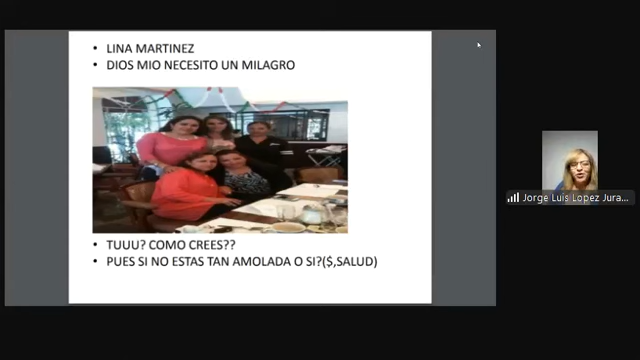 LINA MARTINEZ
DIOS MIO NECESITO UN MILAGRO
TUUU? COMO CREES??
PUES SI NO ESTAS TAN AMOLADA O SI?($,SALUD)
Jorge Luis Lopez Jura...